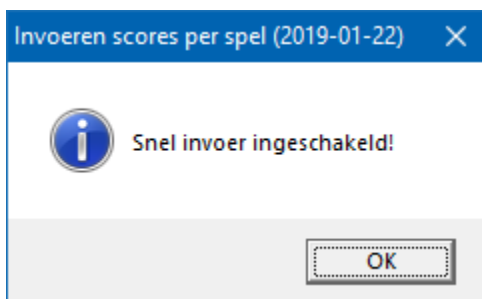 Invoeren scores per spel (2019-01-22)
Snel invoer ingeschakeld!
OK